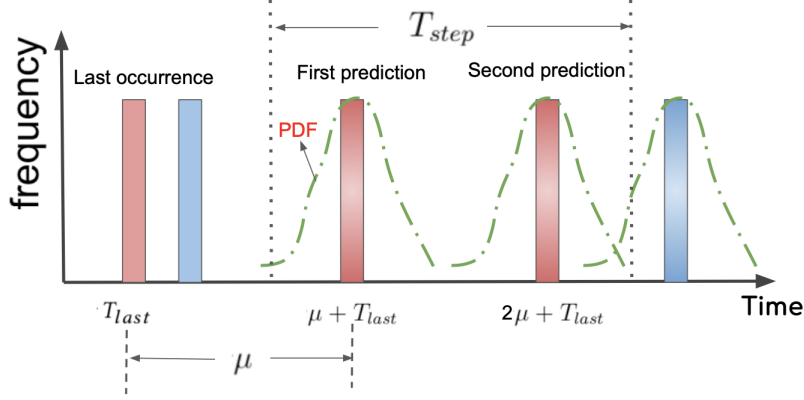 T_step
Last occurrence
First prediction
Second prediction
frequency
PDF
T_last
μ + T_last
2μ + T_last
Time
μ